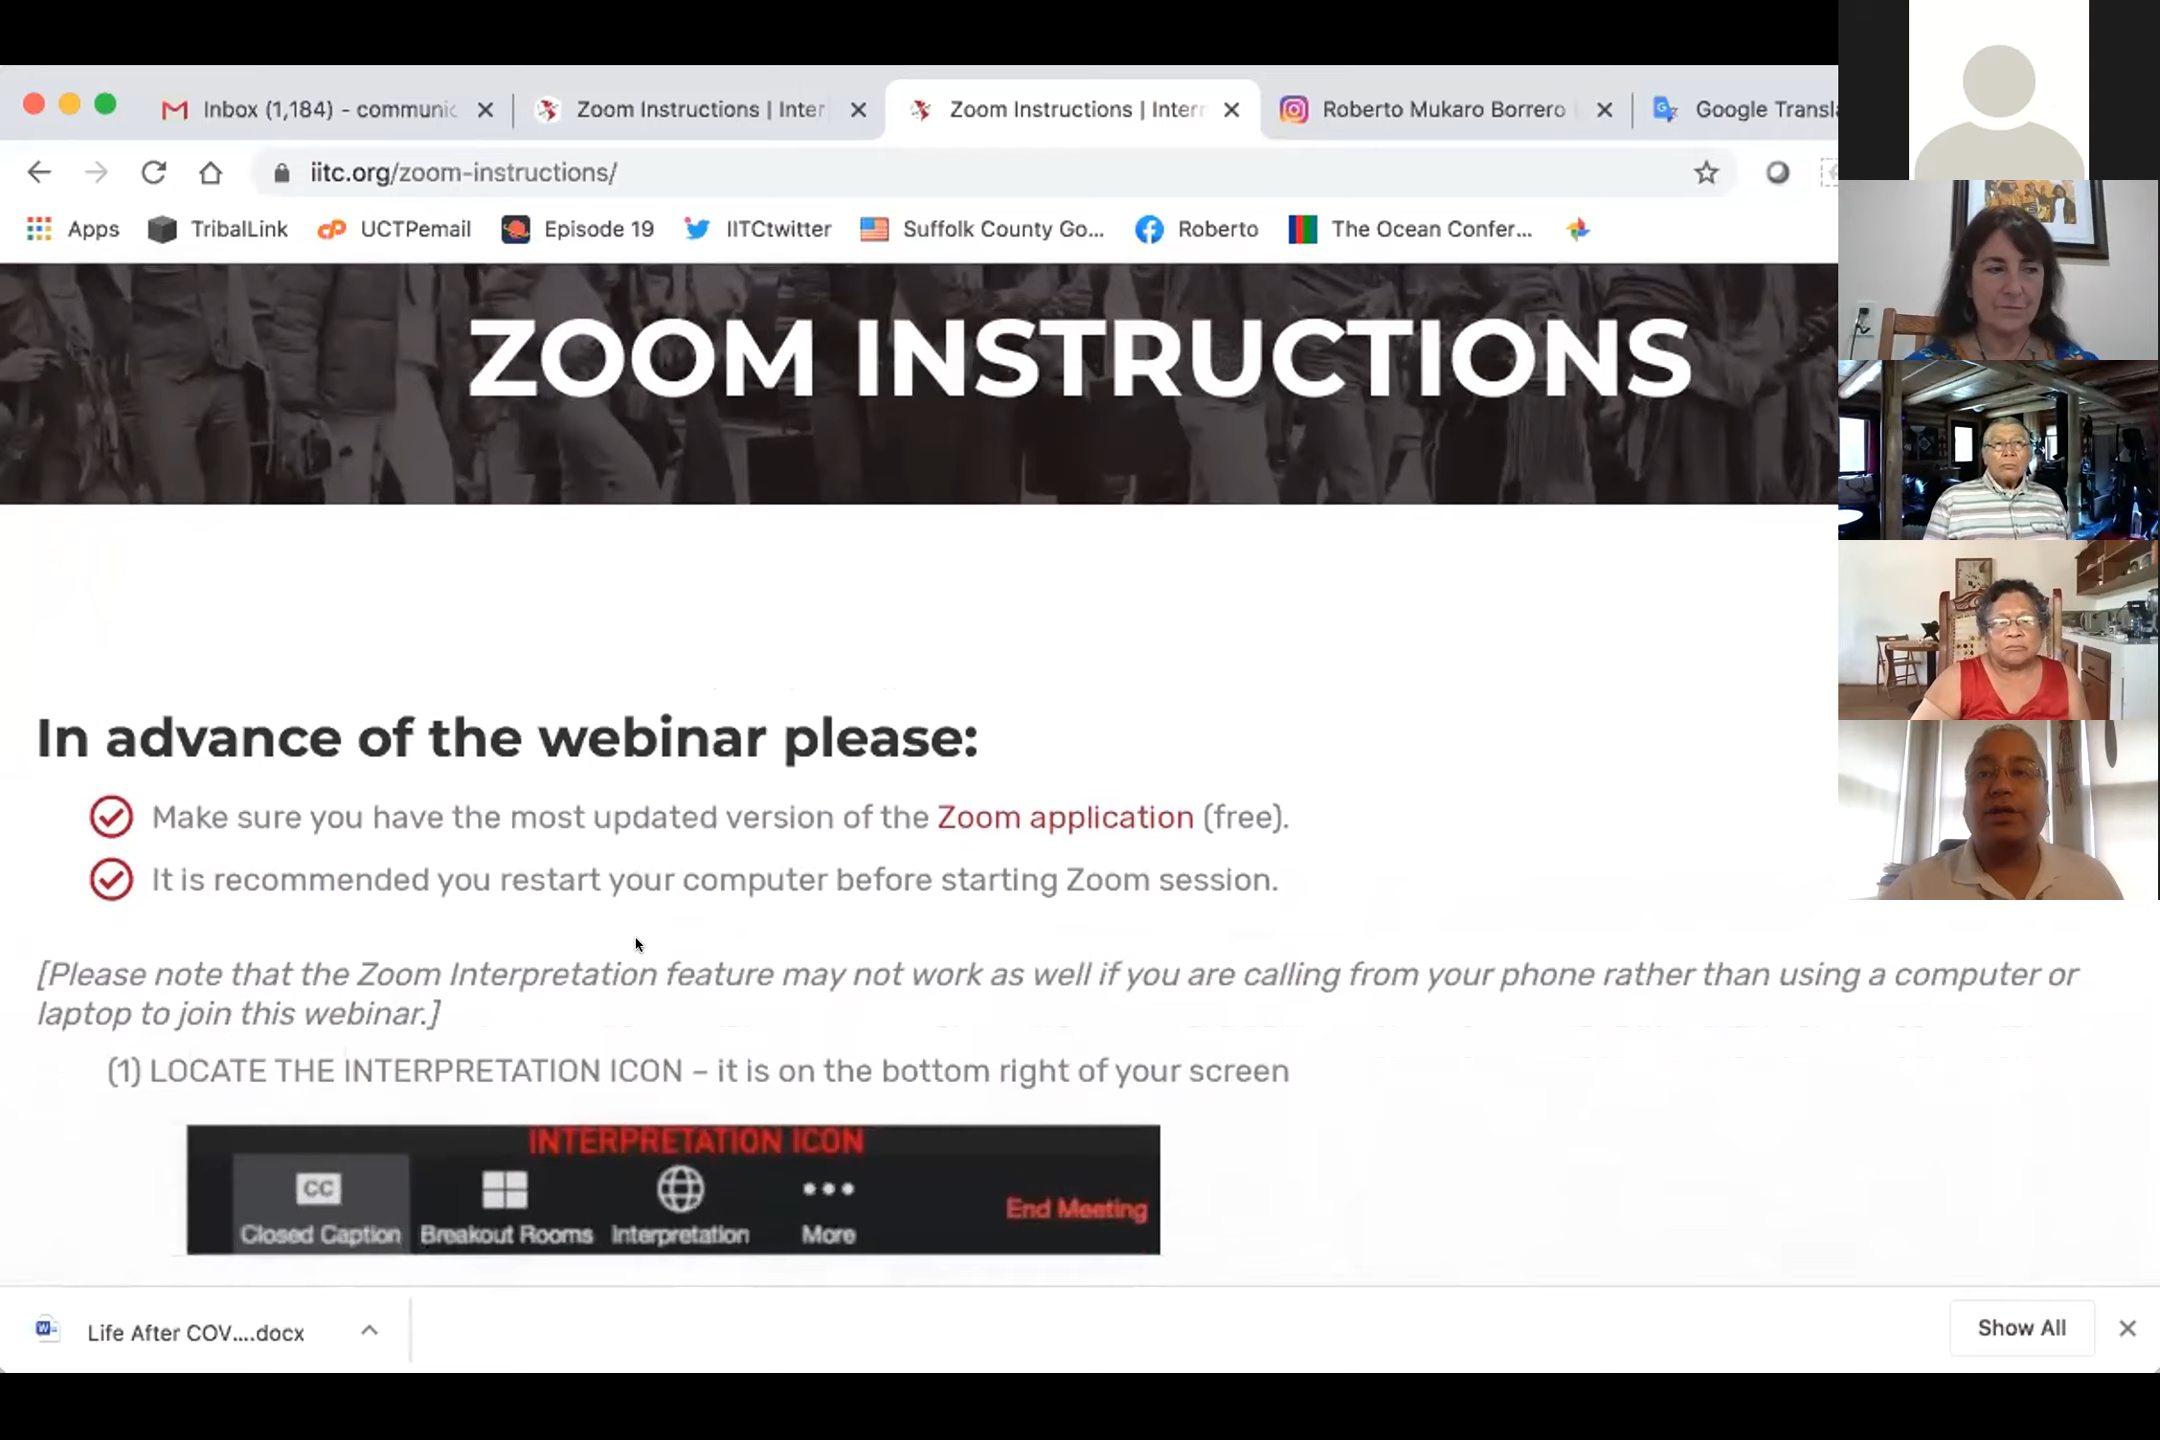 Inbox (1,184) - communic
Zoom Instructions | Inter
Zoom Instructions | Intern
Roberto Mukaro Borrero
Google Transla
iitc.org/zoom-instructions/
Apps
TribalLink
UCTPemail
Episode 19
IITCtwitter
Suffolk County Go...
Roberto
The Ocean Confer...
ZOOM INSTRUCTIONS
In advance of the webinar please:
Make sure you have the most updated version of the Zoom application (free).
It is recommended you restart your computer before starting Zoom session.
[Please note that the Zoom Interpretation feature may not work as well if you are calling from your phone rather than using a computer or
laptop to join this webinar.]
(1) LOCATE THE INTERPRETATION ICON – it is on the bottom right of your screen
INTERPRETATION ICON
CC
Closed Caption
Breakout Rooms
Interpretation
More
End Meeting
Life After COV....docx
Show All